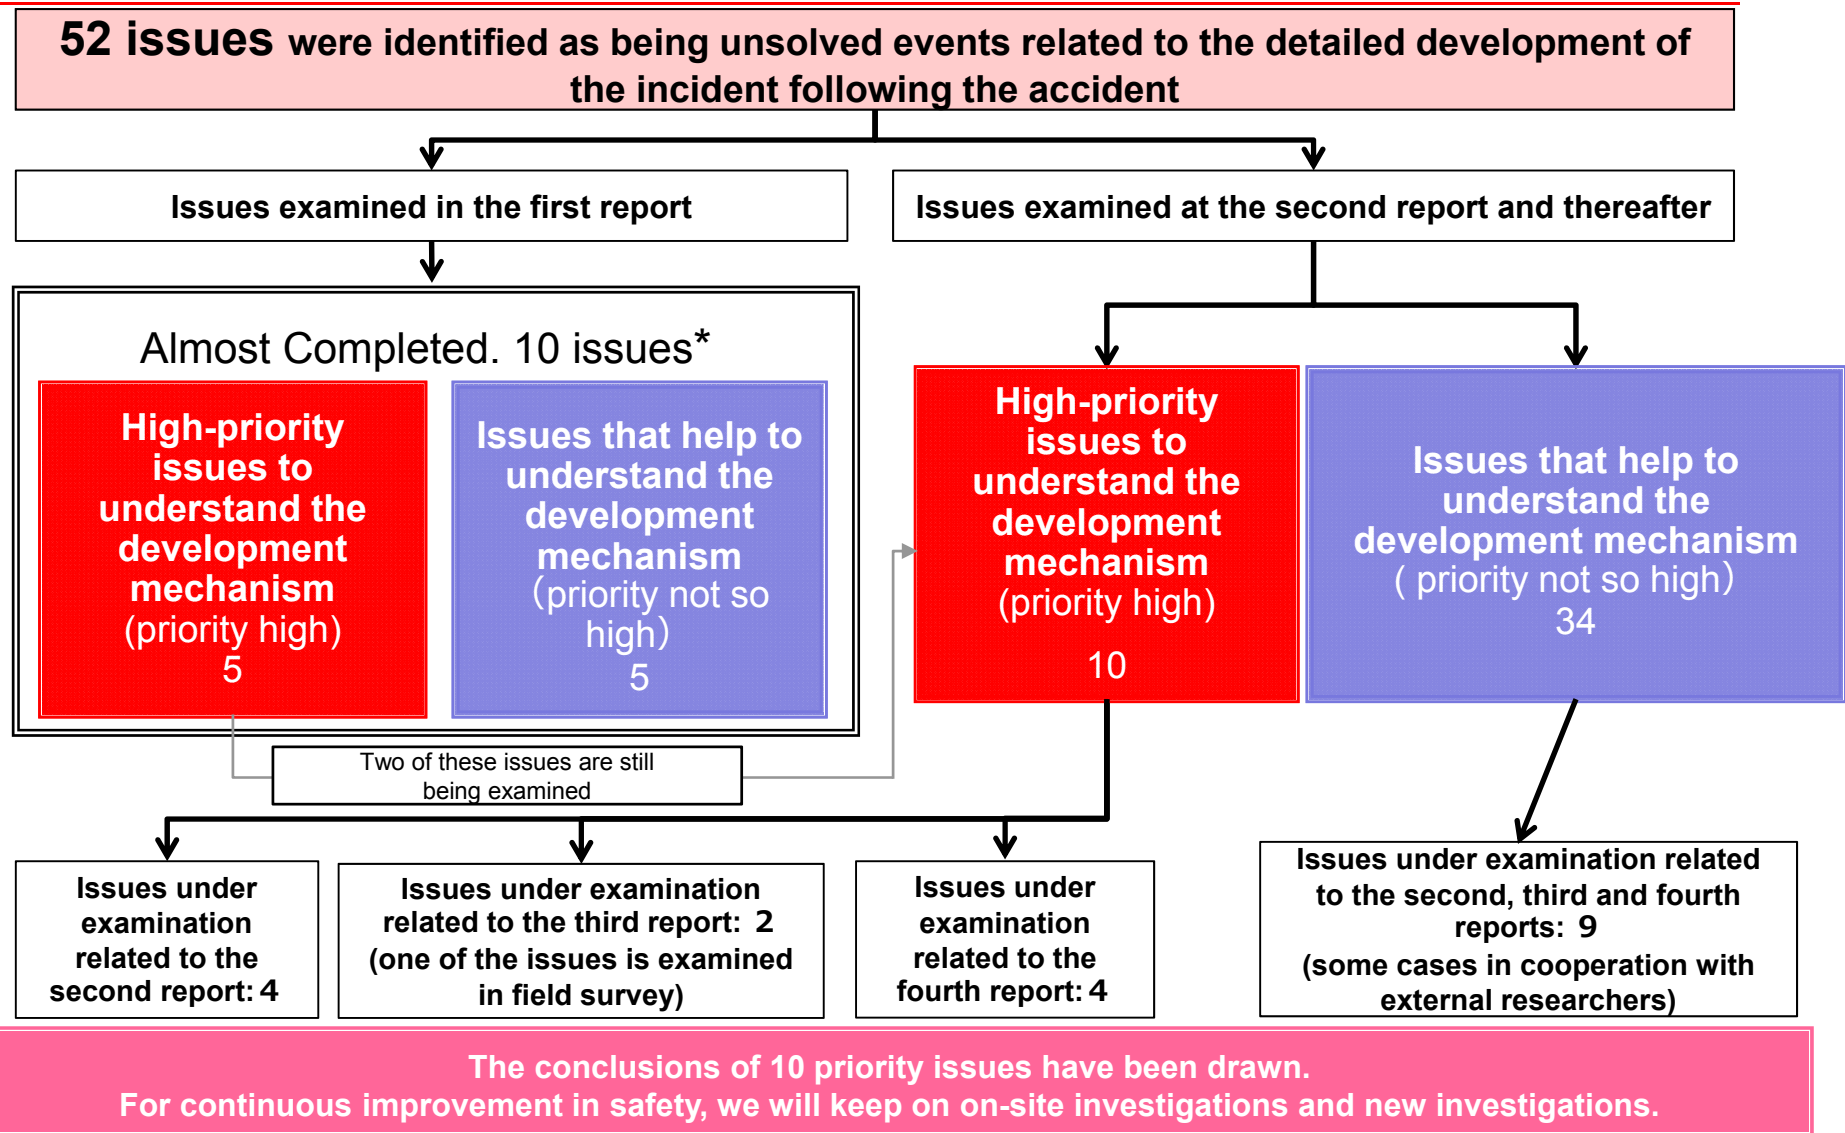 52 issues were identified as being unsolved events related to the detailed development of
the incident following the accident
Issues examined in the first report
Issues examined at the second report and thereafter
Almost Completed. 10 issues*
High-priority
issues to
understand the
development
mechanism
(priority high)
5
Issues that help to
understand the
development
mechanism
(priority not so
high)
5
High-priority
issues to
understand the
development
mechanism
(priority high)
10
Issues that help to
understand the
development mechanism
( priority not so high)
34
Two of these issues are still
being examined
Issues under
examination
related to the
second report: 4
Issues under examination
related to the third report: 2
(one of the issues is examined
in field survey)
Issues under
examination
related to the
fourth report: 4
Issues under examination related
to the second, third and fourth
reports: 9
(some cases in cooperation with
external researchers)
The conclusions of 10 priority issues have been drawn.
For continuous improvement in safety, we will keep on on-site investigations and new investigations.